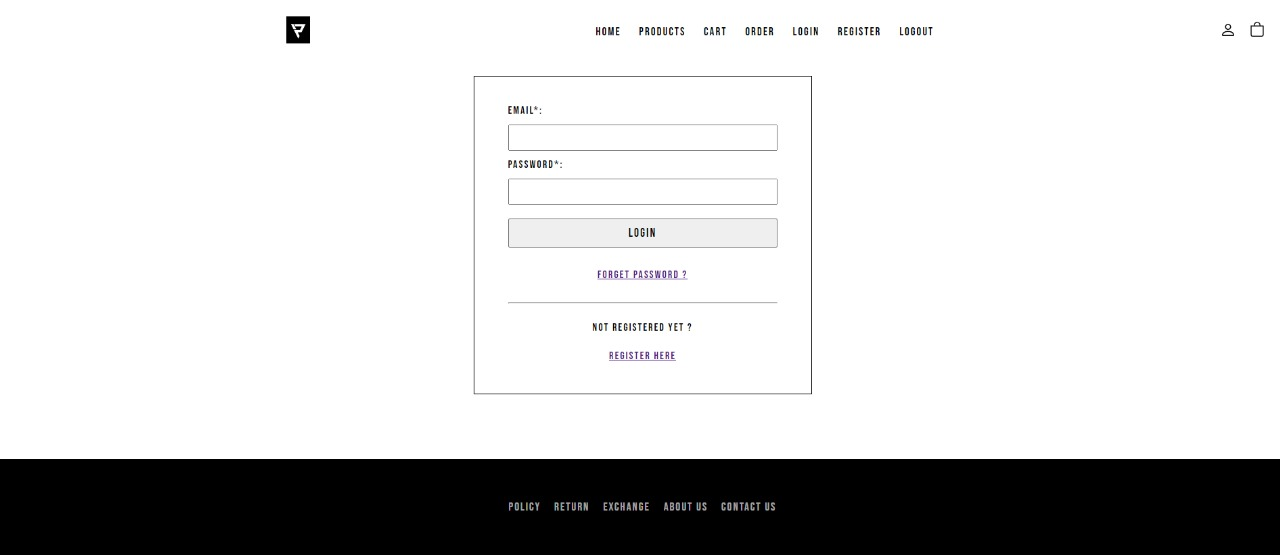 HOME PRODUCTS CART ORDER LOGIN REGISTER LOGOUT
EMAIL*:
PASSWORD*:
LOGIN
FORGET PASSWORD ?
NOT REGISTERED YET ?
REGISTER HERE
POLICY RETURN EXCHANGE ABOUT US CONTACT US